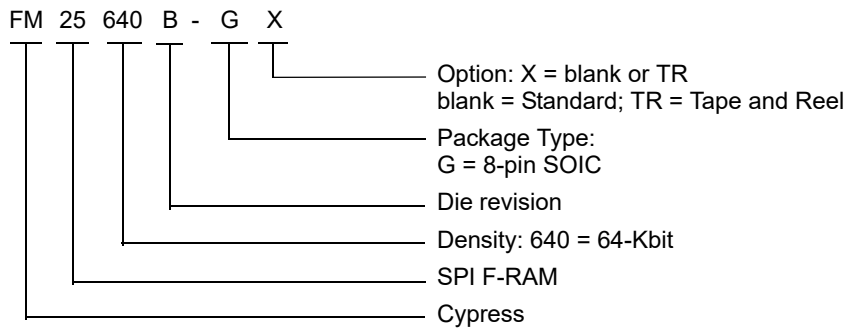 FM 25 640 B - G X
Option: X = blank or TR
blank = Standard; TR = Tape and Reel
Package Type:
G = 8-pin SOIC
Die revision
Density: 640 = 64-Kbit
SPI F-RAM
Cypress